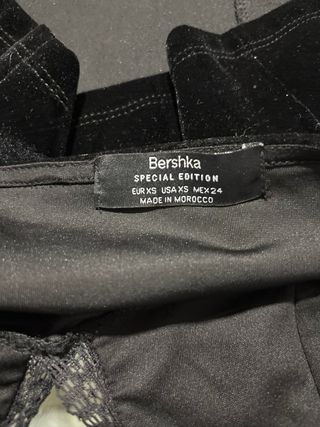 Bershka
SPECIAL EDITION
EUR XS USA XS MEX 24
MADE IN MOROCCO